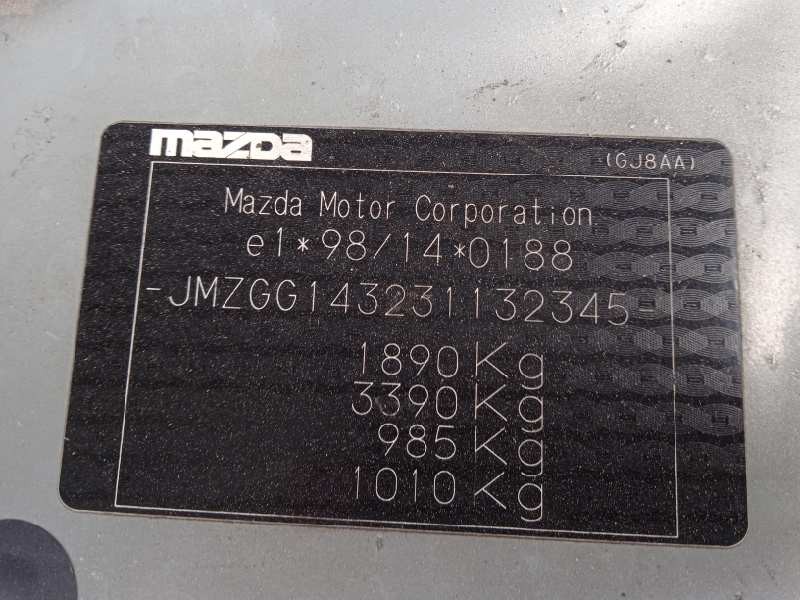 mazda
(GJ8AA)
Mazda Motor Corporation
e1*98/14*0188
-JMZGG143231132345-
1890Kg
3390Kg
985Kg
1010Kg